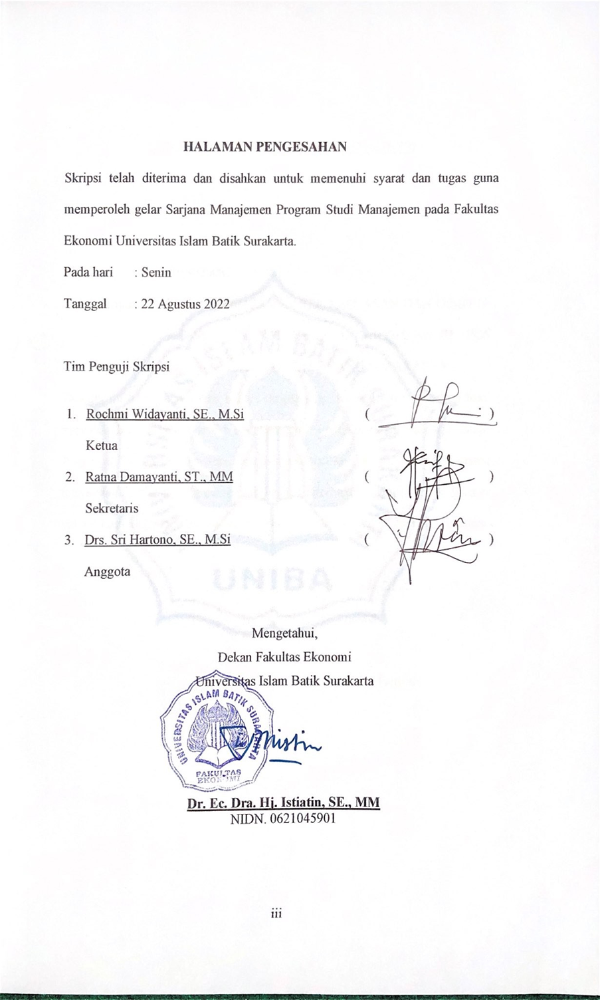 HALAMAN PENGESAHAN
Skripsi telah diterima dan disahkan untuk memenuhi syarat dan tugas guna
memperoleh gelar Sarjana Manajemen Program Studi Manajemen pada Fakultas
Ekonomi Universitas Islam Batik Surakarta.
Pada hari : Senin
Tanggal : 22 Agustus 2022
Tim Penguji Skripsi
1. Rochmi Widayanti, SE., M.Si ( )
Ketua
2. Ratna Damayanti, ST., MM ( )
Sekretaris
3. Drs. Sri Hartono, SE., M.Si ( )
Anggota
UNIVERSITAS ISLAM BATIK SURAKARTA
UNIBA
Mengetahui,
Dekan Fakultas Ekonomi
Universitas Islam Batik Surakarta
UNIVERSITAS ISLAM BATIK SURAKARTA
FAKULTAS
EKONOMI
Dr. Ec. Dra. Hj. Istiatin, SE., MM
NIDN. 0621045901
iii